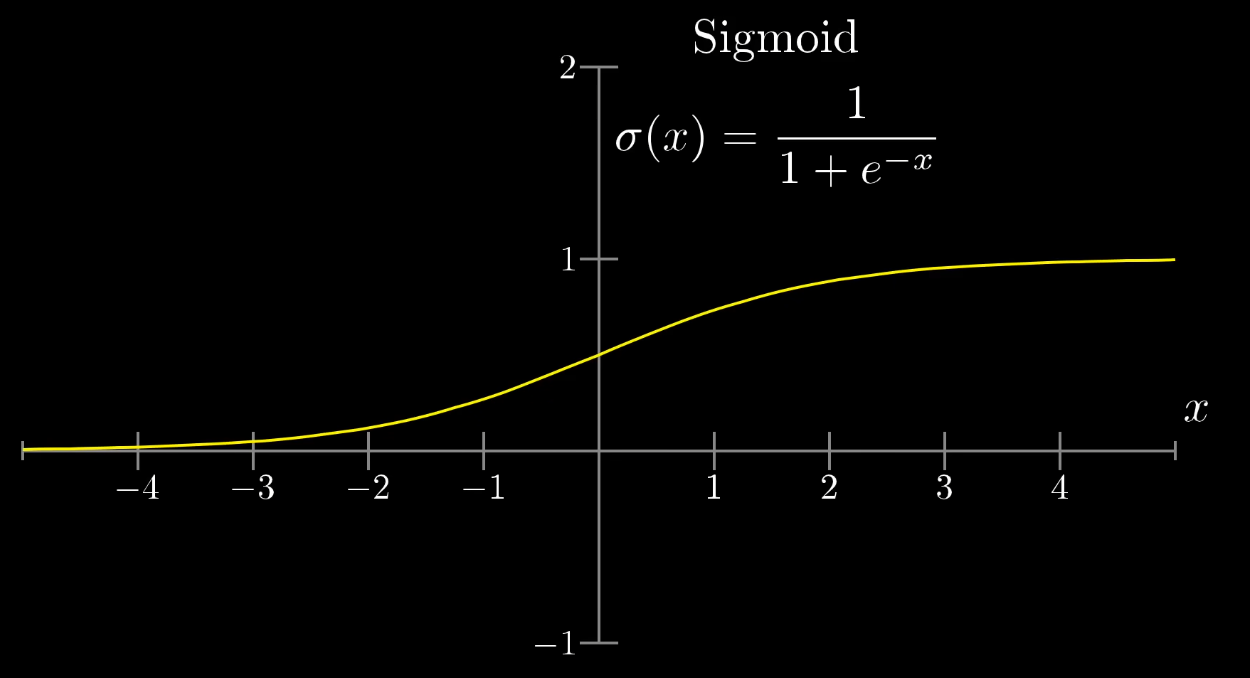 Sigmoid
2
σ(x) = 1 / (1 + e^{−x})
1
x
−4 −3 −2 −1 1 2 3 4
−1